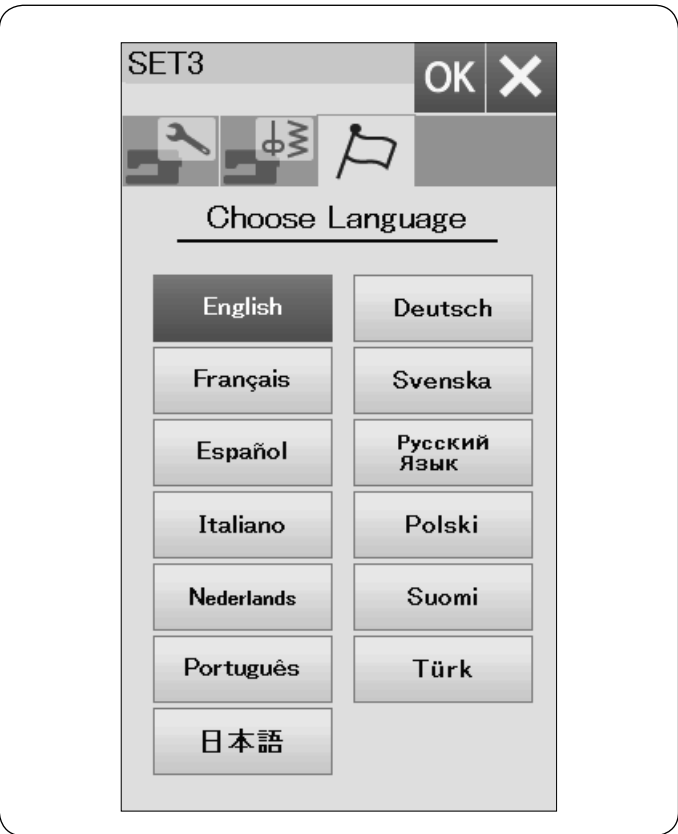 SET3
OK
Choose Language
English
Deutsch
Français
Svenska
Español
Русский
Язык
Italiano
Polski
Nederlands
Suomi
Português
Türk
日本語